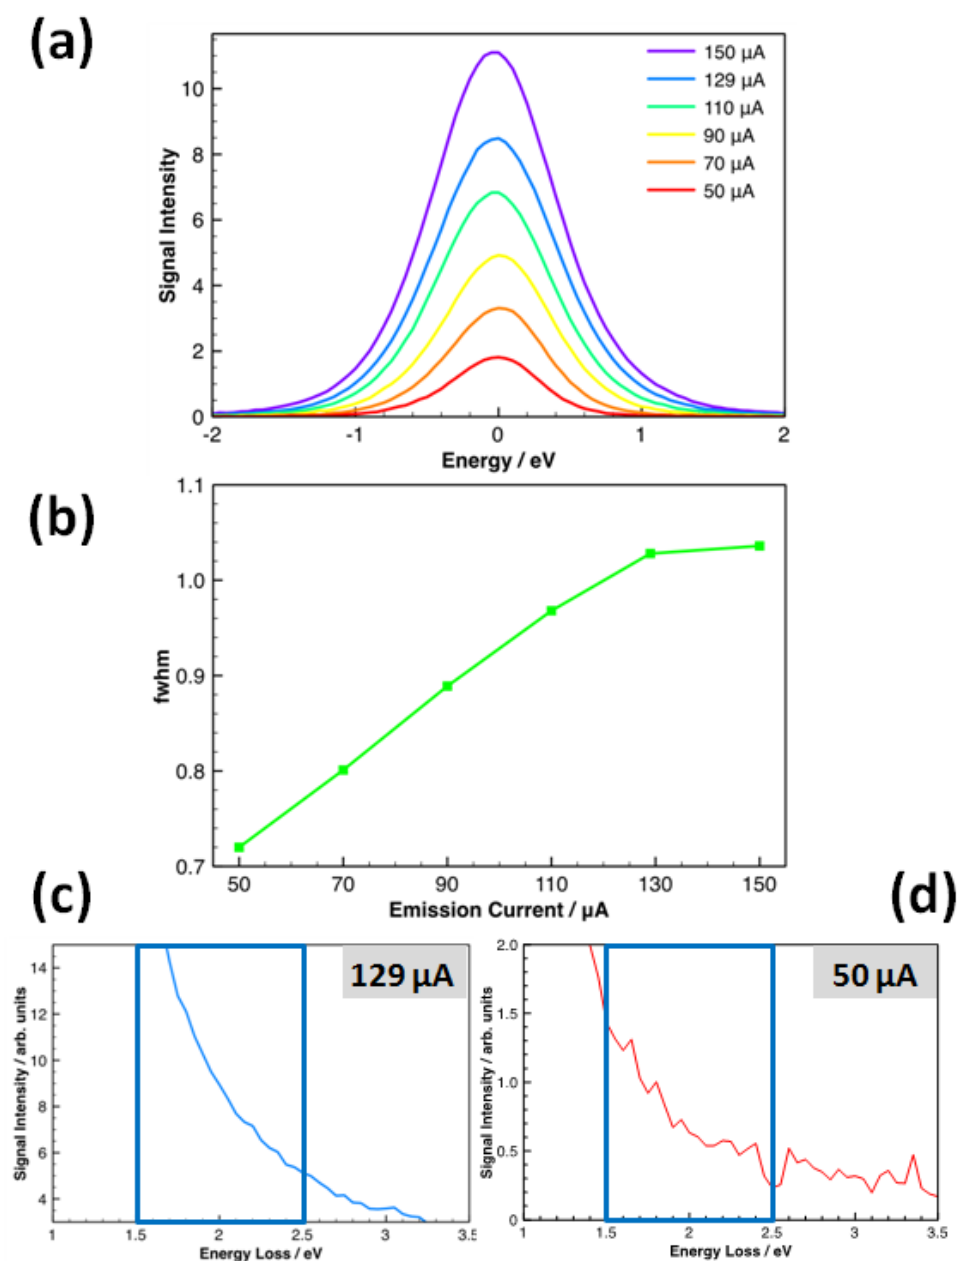 (a)
Signal Intensity
10
8
6
4
2
0
150 µA
129 µA
110 µA
90 µA
70 µA
50 µA
-2
-1
0
1
2
Energy / eV
(b)
fwhm
1.1
1.0
0.9
0.8
0.7
50
70
90
110
130
150
Emission Current / µA
(c)
Signal Intensity / arb. units
14
12
10
8
6
4
129 µA
1
1.5
2
2.5
3
3.5
Energy Loss / eV
(d)
Signal Intensity / arb. units
2.0
1.5
1.0
0.5
0
50 µA
1
1.5
2
2.5
3
3.5
Energy Loss / eV